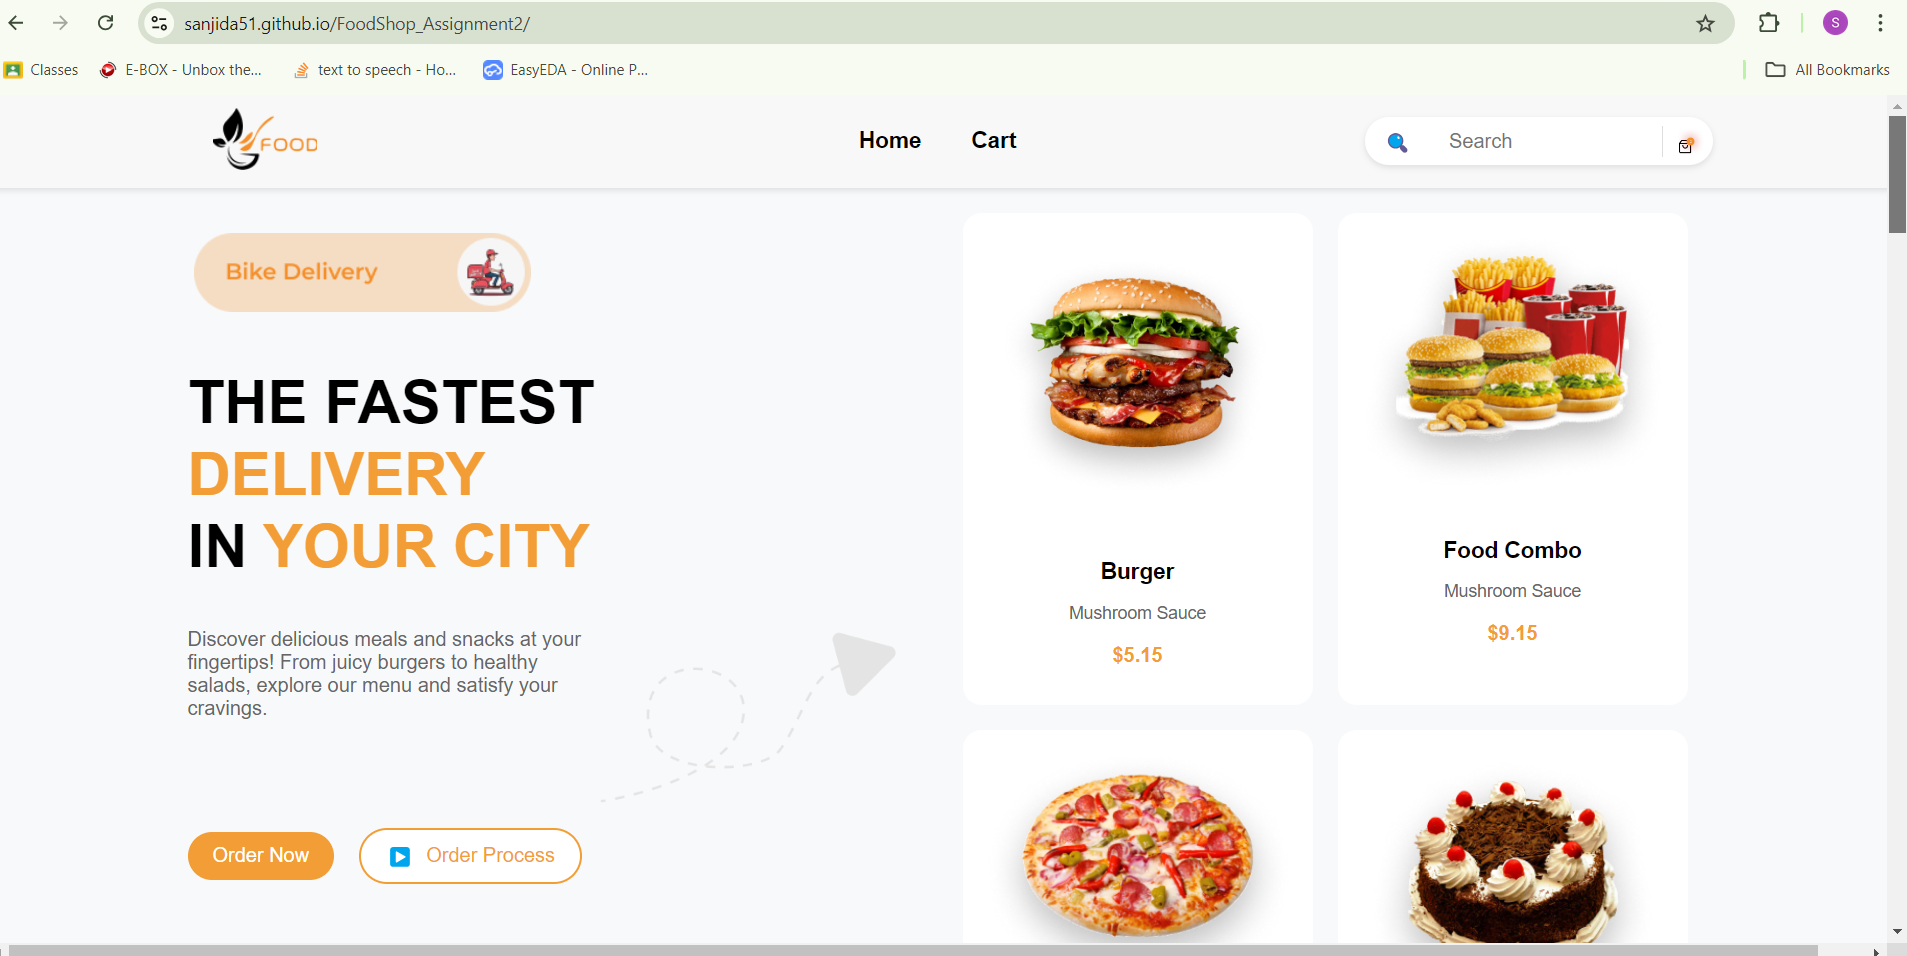 sanjida51.github.io/FoodShop_Assignment2/
S
Classes
E-BOX - Unbox the...
text to speech - Ho...
EasyEDA - Online P...
All Bookmarks
FOOD
Home
Cart
Search
Bike Delivery
THE FASTEST
DELIVERY
IN YOUR CITY
Discover delicious meals and snacks at your
fingertips! From juicy burgers to healthy
salads, explore our menu and satisfy your
cravings.
Order Now
Order Process
Burger
Mushroom Sauce
$5.15
Food Combo
Mushroom Sauce
$9.15